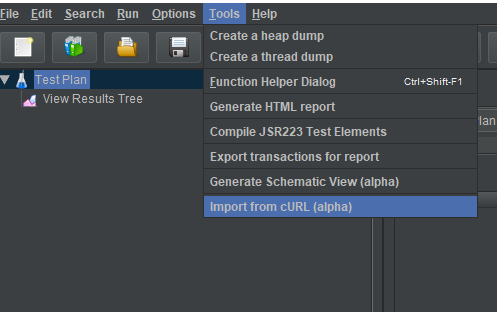 File Edit Search Run Options Tools Help
Create a heap dump
Create a thread dump
Function Helper Dialog Ctrl+Shift-F1
Generate HTML report
Compile JSR223 Test Elements
Export transactions for report
Generate Schematic View (alpha)
Import from cURL (alpha)
Test Plan
View Results Tree
lan